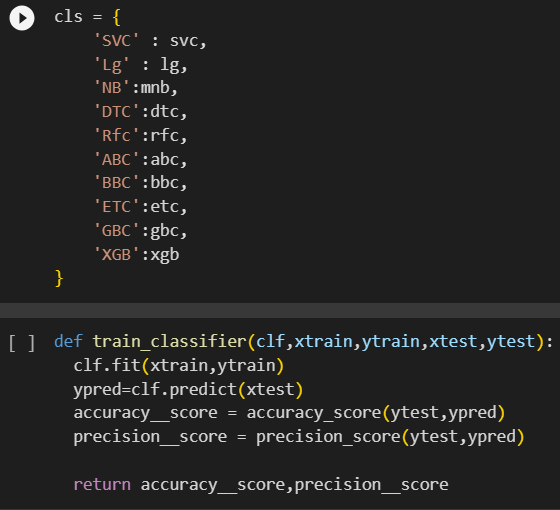 cls = {
    'SVC' : svc,
    'Lg' : lg,
    'NB':mnb,
    'DTC':dtc,
    'Rfc':rfc,
    'ABC':abc,
    'BBC':bbc,
    'ETC':etc,
    'GBC':gbc,
    'XGB':xgb
}
[ ] def train_classifier(clf,xtrain,ytrain,xtest,ytest):
  clf.fit(xtrain,ytrain)
  ypred=clf.predict(xtest)
  accuracy__score = accuracy_score(ytest,ypred)
  precision__score = precision_score(ytest,ypred)

  return accuracy__score,precision__score